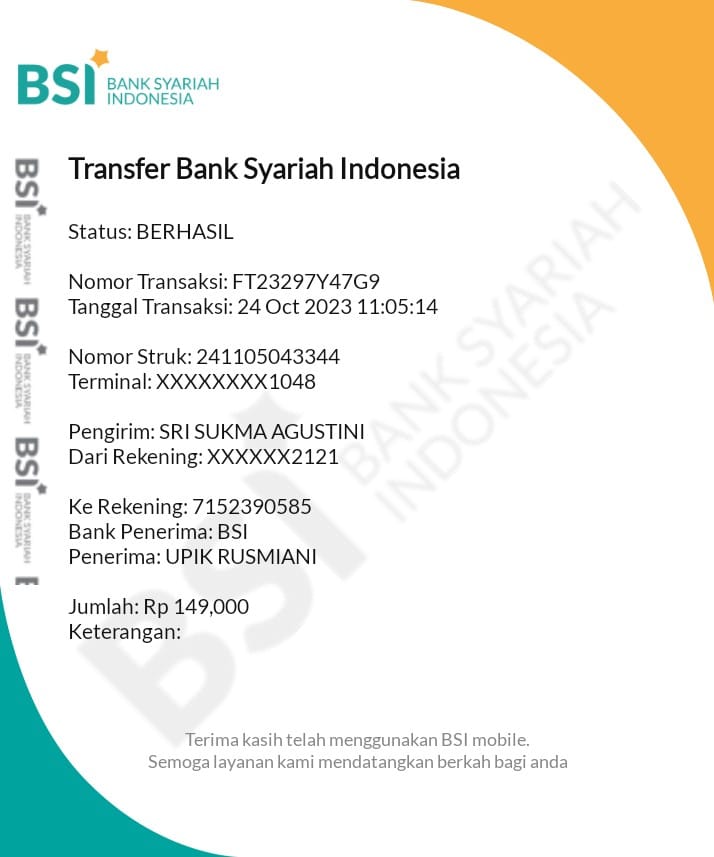 BSI BANK SYARIAH
INDONESIA
Transfer Bank Syariah Indonesia
Status: BERHASIL
Nomor Transaksi: FT23297Y47G9
Tanggal Transaksi: 24 Oct 2023 11:05:14
Nomor Struk: 241105043344
Terminal: XXXXXXXX1048
Pengirim: SRI SUKMA AGUSTINI
Dari Rekening: XXXXXX2121
Ke Rekening: 7152390585
Bank Penerima: BSI
Penerima: UPIK RUSMIANI
Jumlah: Rp 149,000
Keterangan:
Terima kasih telah menggunakan BSI mobile.
Semoga layanan kami mendatangkan berkah bagi anda
BSI BANK SYARIAH
INDONESIA
BSI BANK SYARIAH
INDONESIA
BSI BANK SYARIAH
INDONESIA
BSI BANK SYARIAH
INDONESIA